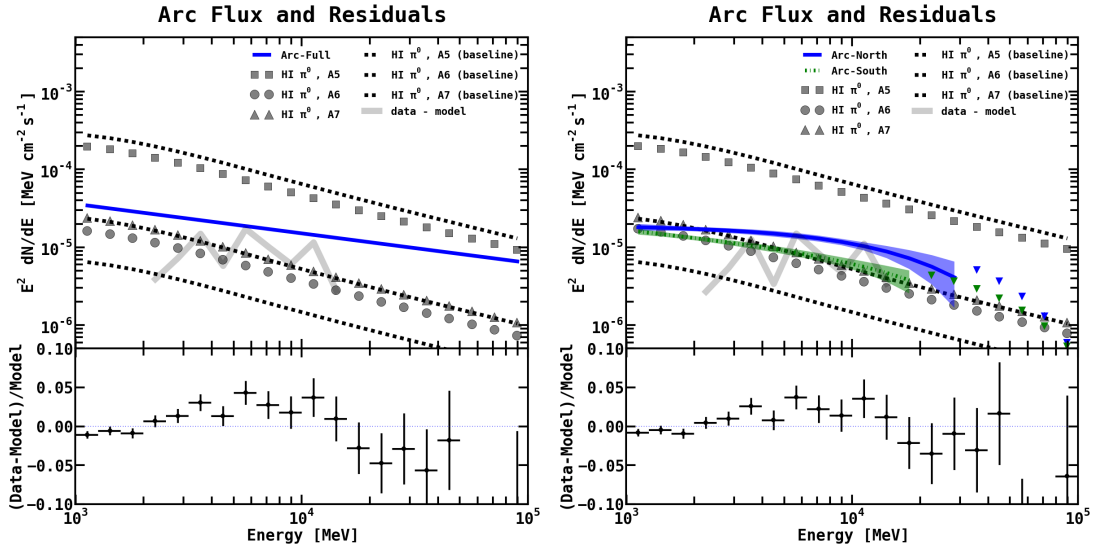 Arc Flux and Residuals
Arc-Full
HI π⁰, A5
HI π⁰, A6
HI π⁰, A7
HI π⁰, A5 (baseline)
HI π⁰, A6 (baseline)
HI π⁰, A7 (baseline)
data - model
E² dN/dE [MeV cm⁻² s⁻¹]
10⁻³
10⁻⁴
10⁻⁵
10⁻⁶
(Data-Model)/Model
0.10
0.05
0.00
−0.05
−0.10
10³
10⁴
10⁵
Energy [MeV]
Arc Flux and Residuals
Arc-North
Arc-South
HI π⁰, A5
HI π⁰, A6
HI π⁰, A7
HI π⁰, A5 (baseline)
HI π⁰, A6 (baseline)
HI π⁰, A7 (baseline)
data - model
E² dN/dE [MeV cm⁻² s⁻¹]
10⁻³
10⁻⁴
10⁻⁵
10⁻⁶
(Data-Model)/Model
0.10
0.05
0.00
−0.05
−0.10
10³
10⁴
10⁵
Energy [MeV]